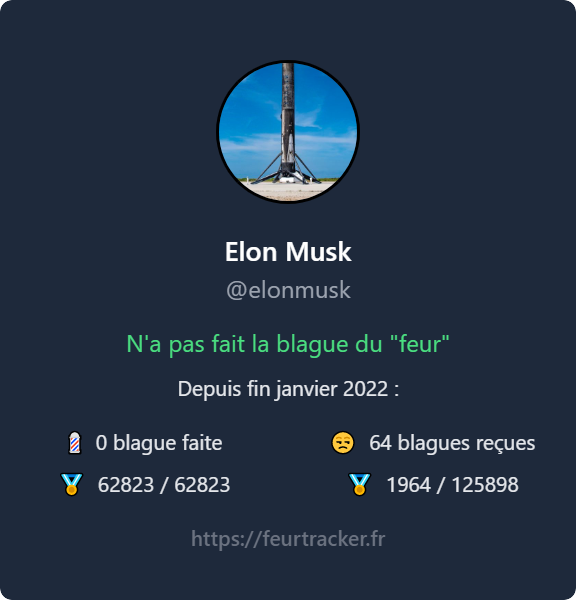 Elon Musk
@elonmusk
N'a pas fait la blague du "feur"
Depuis fin janvier 2022 :
0 blague faite
64 blagues reçues
62823 / 62823
1964 / 125898
https://feurtracker.fr